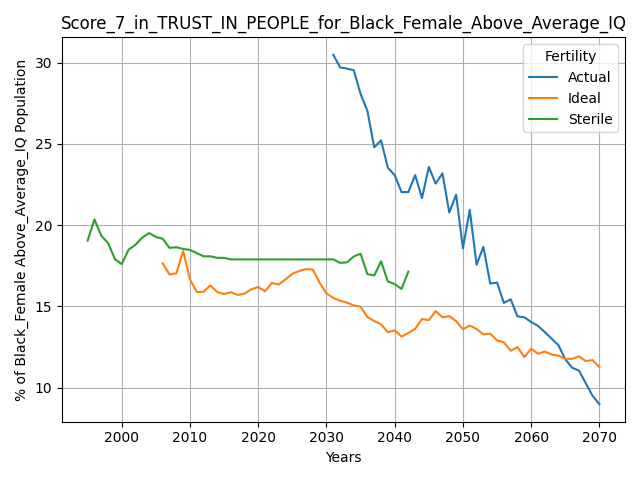 Score_7_in_TRUST_IN_PEOPLE_for_Black_Female_Above_Average_IQ
% of Black_Female Above_Average_IQ Population
30
25
20
15
10
Fertility
Actual
Ideal
Sterile
2000 2010 2020 2030 2040 2050 2060 2070
Years